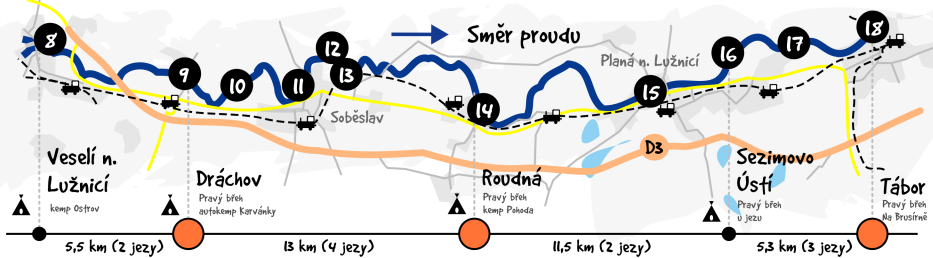 Směr proudu
8
9
10
11
12
13
14
15
16
17
18
Planá n. Lužnicí
Soběslav
D3
Veselí n.
Lužnicí
kemp Ostrov
Dráchov
Pravý břeh
autokemp Karvánky
Roudná
Pravý břeh
kemp Pohoda
Sezimovo
Ústí
Pravý břeh
u jezu
Tábor
Pravý břeh
Na Brusírně
5,5 km (2 jezy)
13 km (4 jezy)
11,5 (2 jezy)
5,3 km (3 jezy)